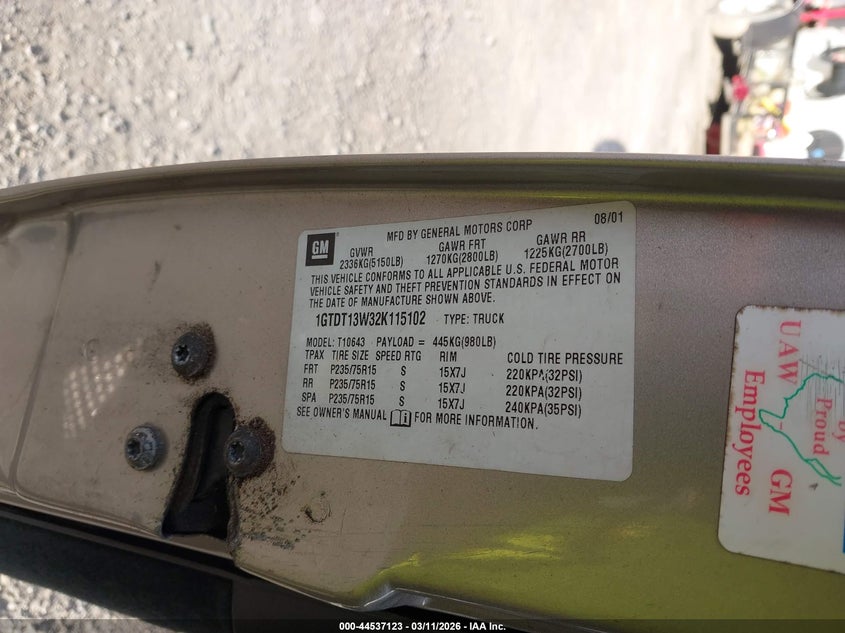 GM
MFD BY GENERAL MOTORS CORP
08/01
GVWR
GAWR FRT
GAWR RR
2336KG(5150LB)
1270KG(2800LB)
1225KG(2700LB)
THIS VEHICLE CONFORMS TO ALL APPLICABLE U.S. FEDERAL MOTOR
VEHICLE SAFETY AND THEFT PREVENTION STANDARDS IN EFFECT ON
THE DATE OF MANUFACTURE SHOWN ABOVE.
1GTDT13W32K115102 TYPE: TRUCK
MODEL: T10643 PAYLOAD = 445KG(980LB)
TPAX TIRE SIZE SPEED RTG RIM COLD TIRE PRESSURE
FRT P235/75R15 S 15X7J 220KPA(32PSI)
RR P235/75R15 S 15X7J 220KPA(32PSI)
SPA P235/75R15 S 15X7J 240KPA(35PSI)
SEE OWNER'S MANUAL FOR MORE INFORMATION.
by
Proud
UAW GM
Employees
000-44537123 - 03/11/2026 - IAA Inc.